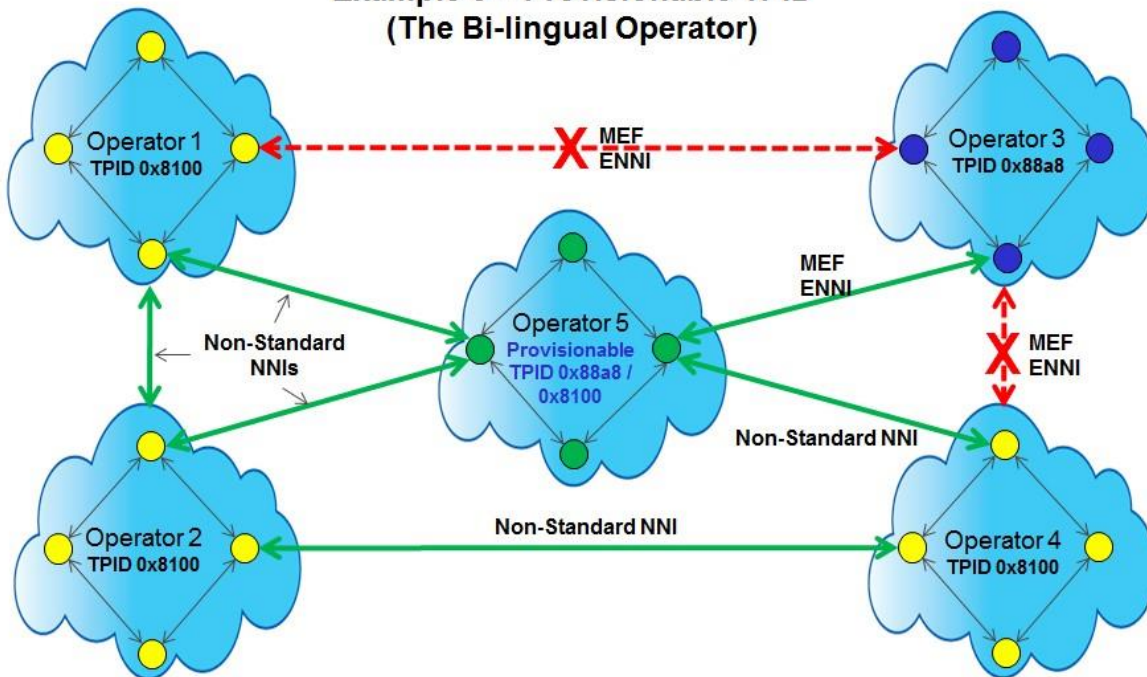 (The Bi-lingual Operator)
Operator 1
TPID 0x8100
X
MEF
ENNI
Operator 3
TPID 0x88a8
MEF
ENNI
Operator 5
Provisionable
TPID 0x88a8 /
0x8100
Non-Standard
NNIs
X
MEF
ENNI
Non-Standard NNI
Operator 2
TPID 0x8100
Non-Standard NNI
Operator 4
TPID 0x8100